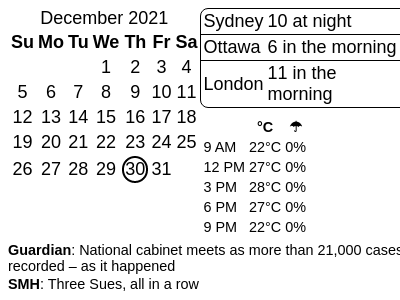 December 2021
Su Mo Tu We Th Fr Sa
1 2 3 4
5 6 7 8 9 10 11
12 13 14 15 16 17 18
19 20 21 22 23 24 25
26 27 28 29 30 31
Sydney 10 at night
Ottawa 6 in the morning
London 11 in the
morning
°C ☂
9 AM 22°C 0%
12 PM 27°C 0%
3 PM 28°C 0%
6 PM 27°C 0%
9 PM 22°C 0%
Guardian: National cabinet meets as more than 21,000 cases
recorded – as it happened
SMH: Three Sues, all in a row